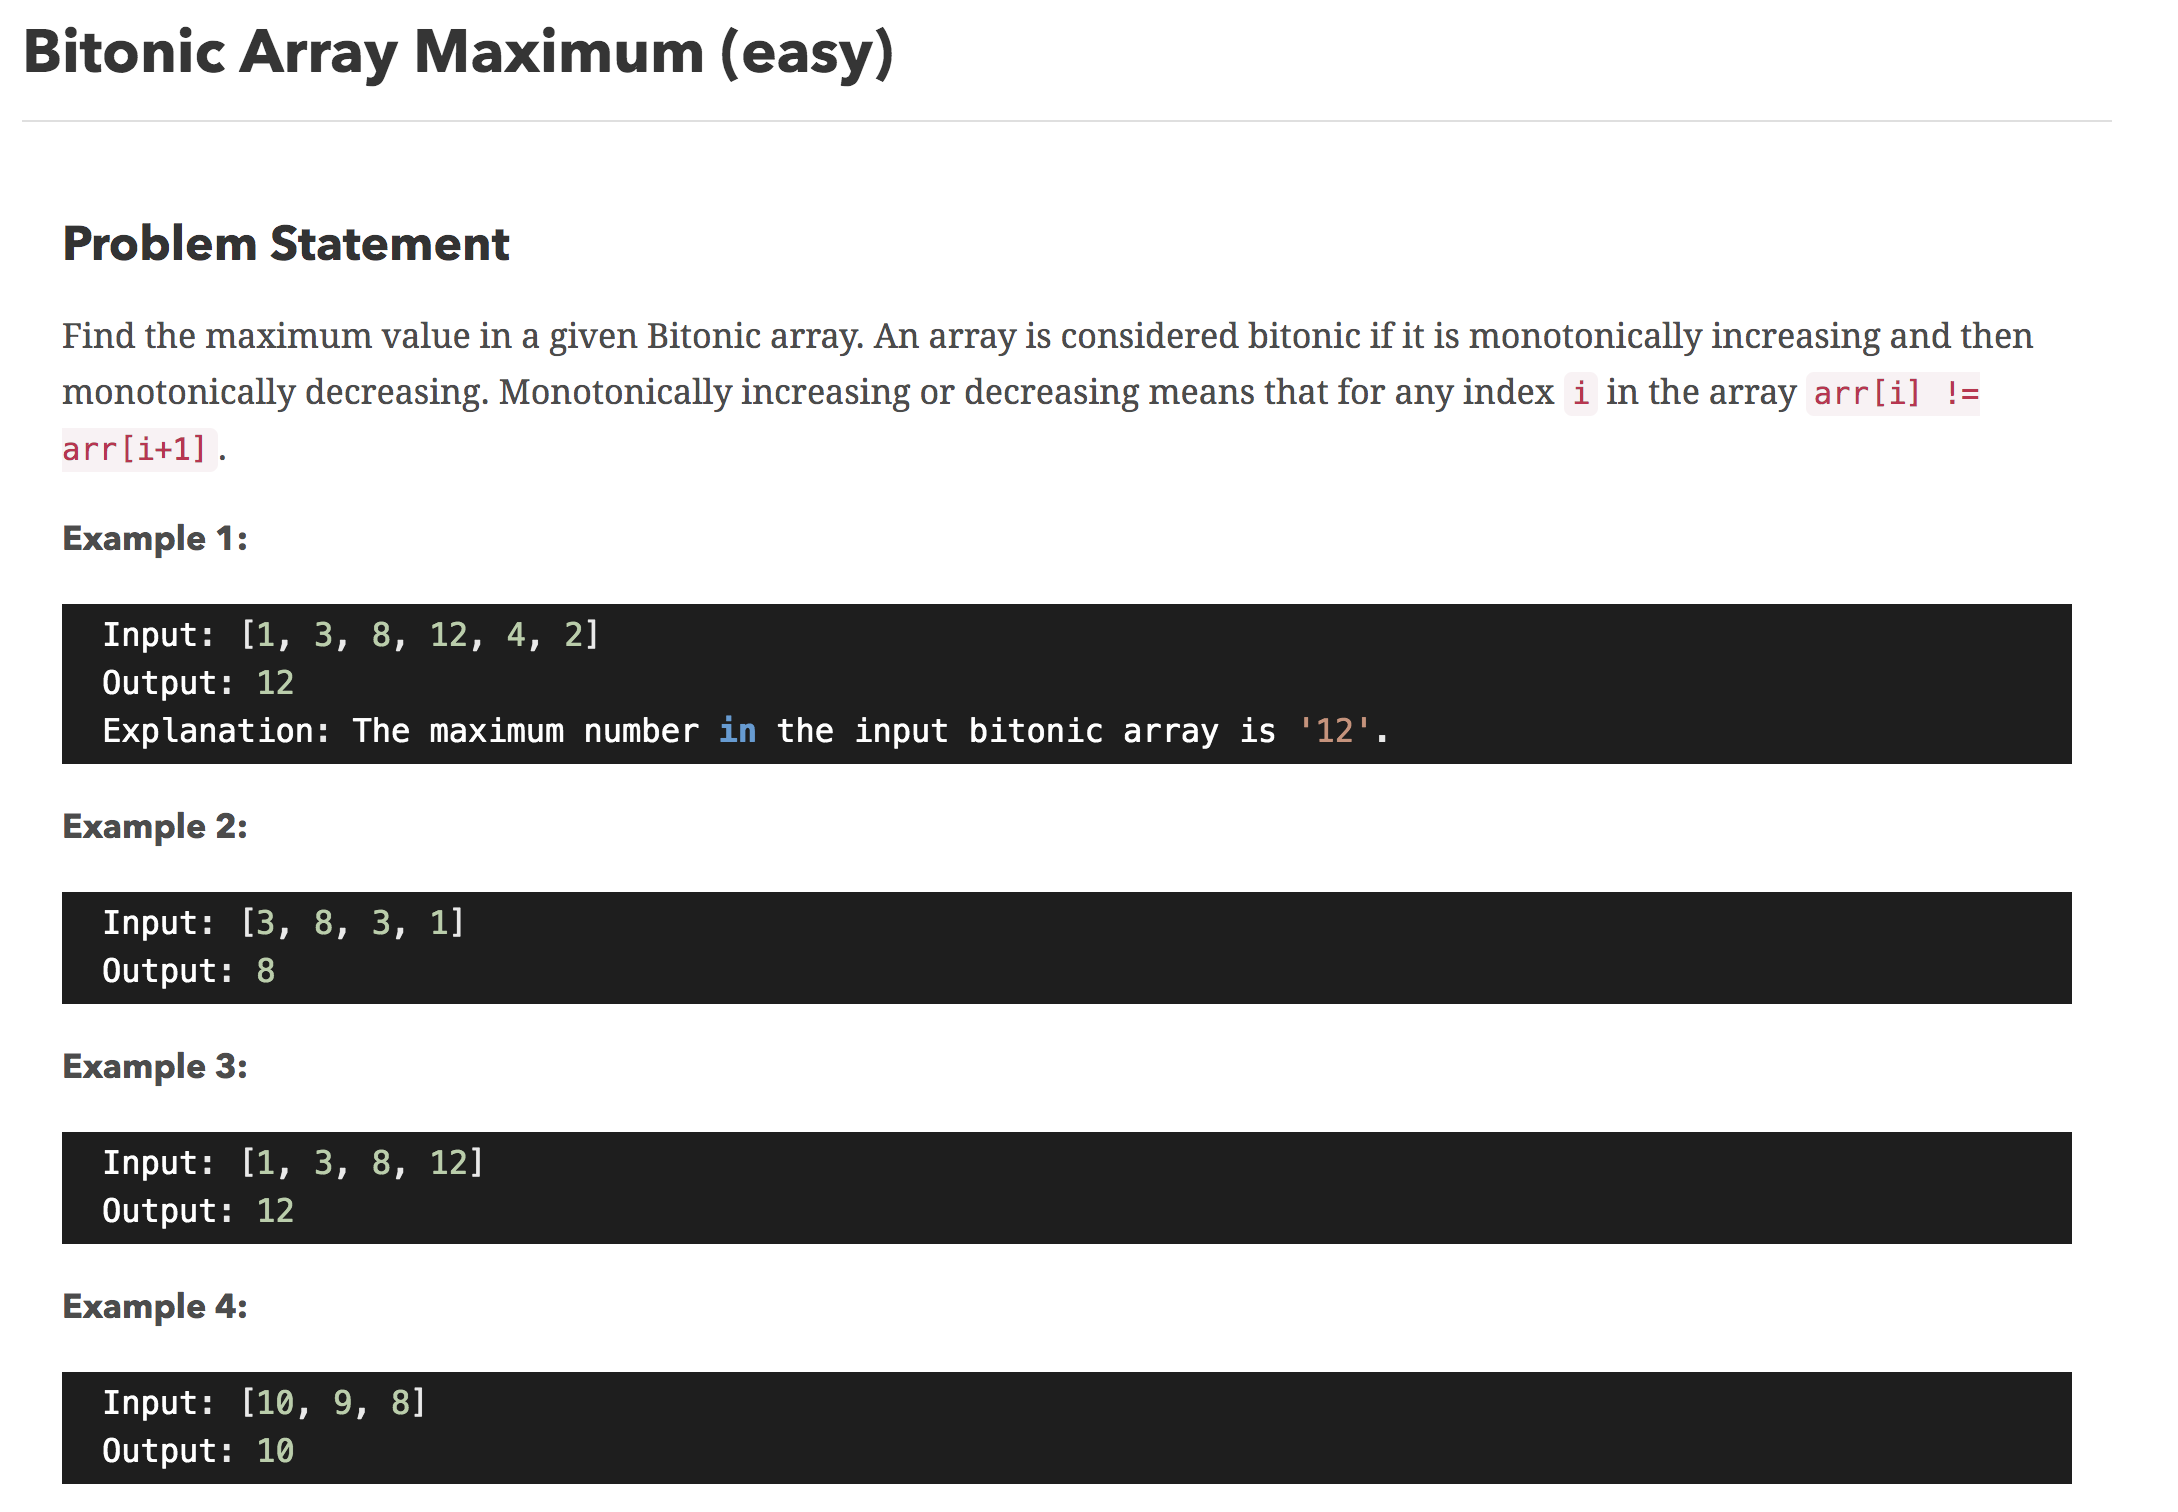 Bitonic Array Maximum (easy)
Problem Statement
Find the maximum value in a given Bitonic array. An array is considered bitonic if it is monotonically increasing and then
monotonically decreasing. Monotonically increasing or decreasing means that for any index i in the array arr[i] !=
arr[i+1].
Example 1:
Input: [1, 3, 8, 12, 4, 2]
Output: 12
Explanation: The maximum number in the input bitonic array is '12'.
Example 2:
Input: [3, 8, 3, 1]
Output: 8
Example 3:
Input: [1, 3, 8, 12]
Output: 12
Example 4:
Input: [10, 9, 8]
Output: 10